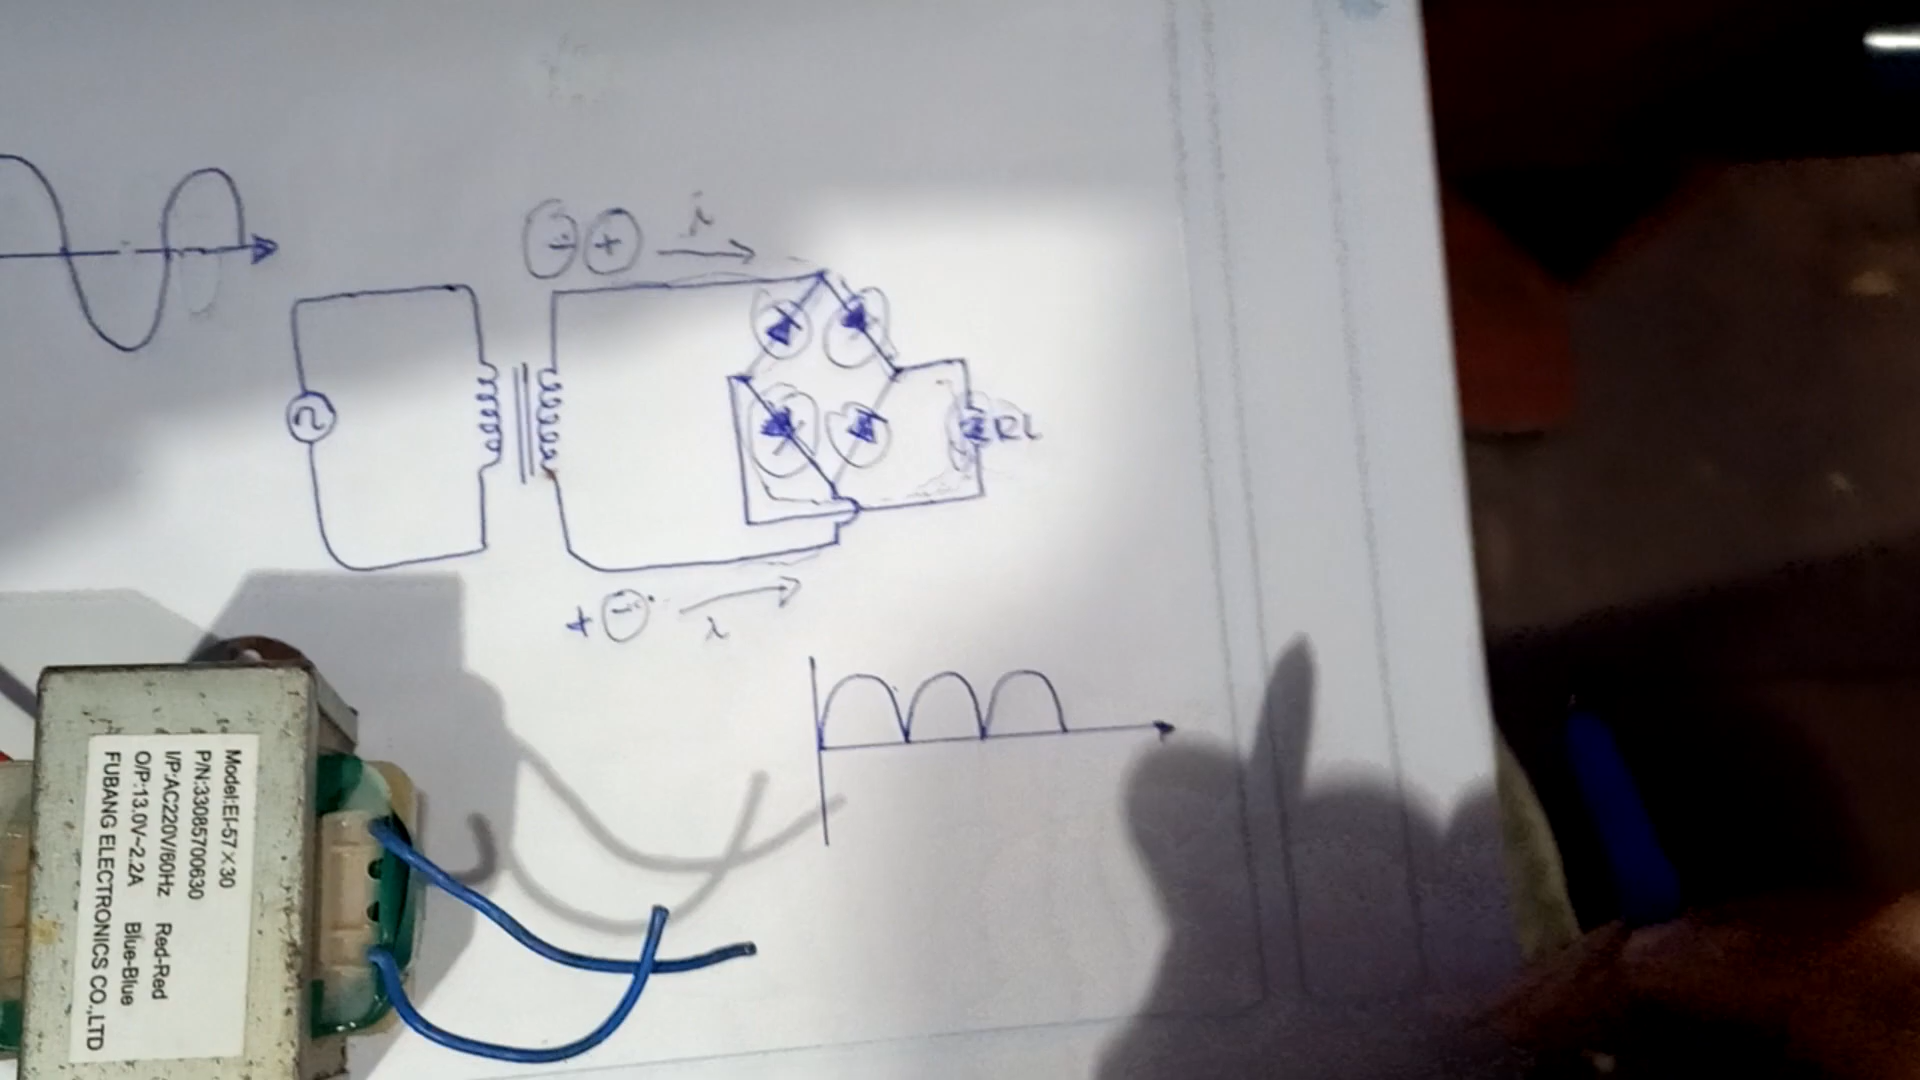 + + i
RL
+ - i
Model:EI-57×30
P/N:33085700630
I/P:AC220V/60Hz Red-Red
O/P:13.0V~2.2A Blue-Blue
FUBANG ELECTRONICS CO.,LTD